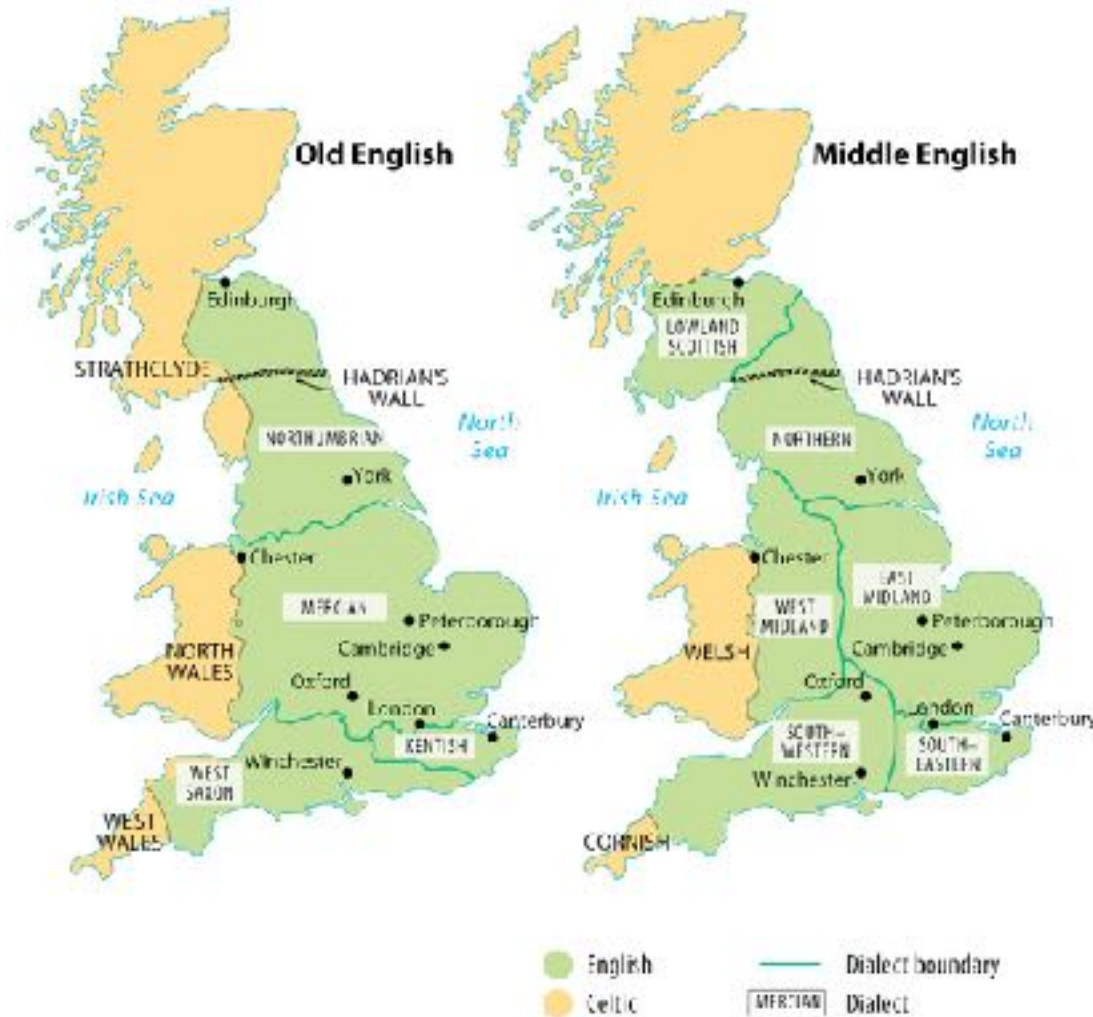 Old English
Edinburgh
STRATHCLYDE
HADRIAN'S
WALL
North
Sea
NORTHUMBRIAN
York
Irish Sea
Chester
MERCIAN
Peterborough
NORTH
WALES
Cambridge
Oxford
London
Canterbury
KENTISH
Winchester
WEST
SAXON
WEST
WALES
Middle English
Edinburgh
LOWLAND
SCOTTISH
HADRIAN'S
WALL
North
Sea
NORTHERN
York
Irish Sea
Chester
EAST
MIDLAND
WEST
MIDLAND
Peterborough
WELSH
Cambridge
Oxford
London
Canterbury
SOUTH-
WESTERN
SOUTH-
EASTERN
Winchester
CORNISH
English
Celtic
Dialect boundary
MERCIAN Dialect